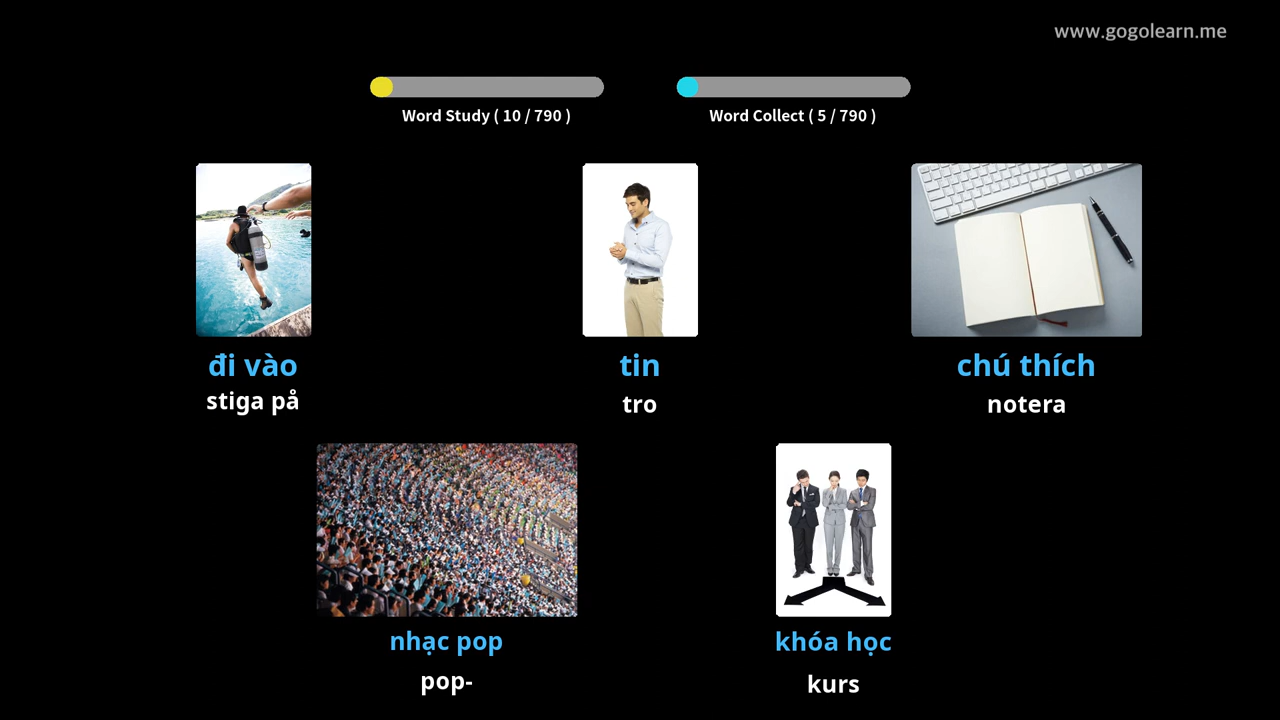 www.gogolearn.me
Word Study ( 10 / 790 )
Word Collect ( 5 / 790 )
đi vào
stiga på
tin
tro
chú thích
notera
nhạc pop
pop-
khóa học
kurs